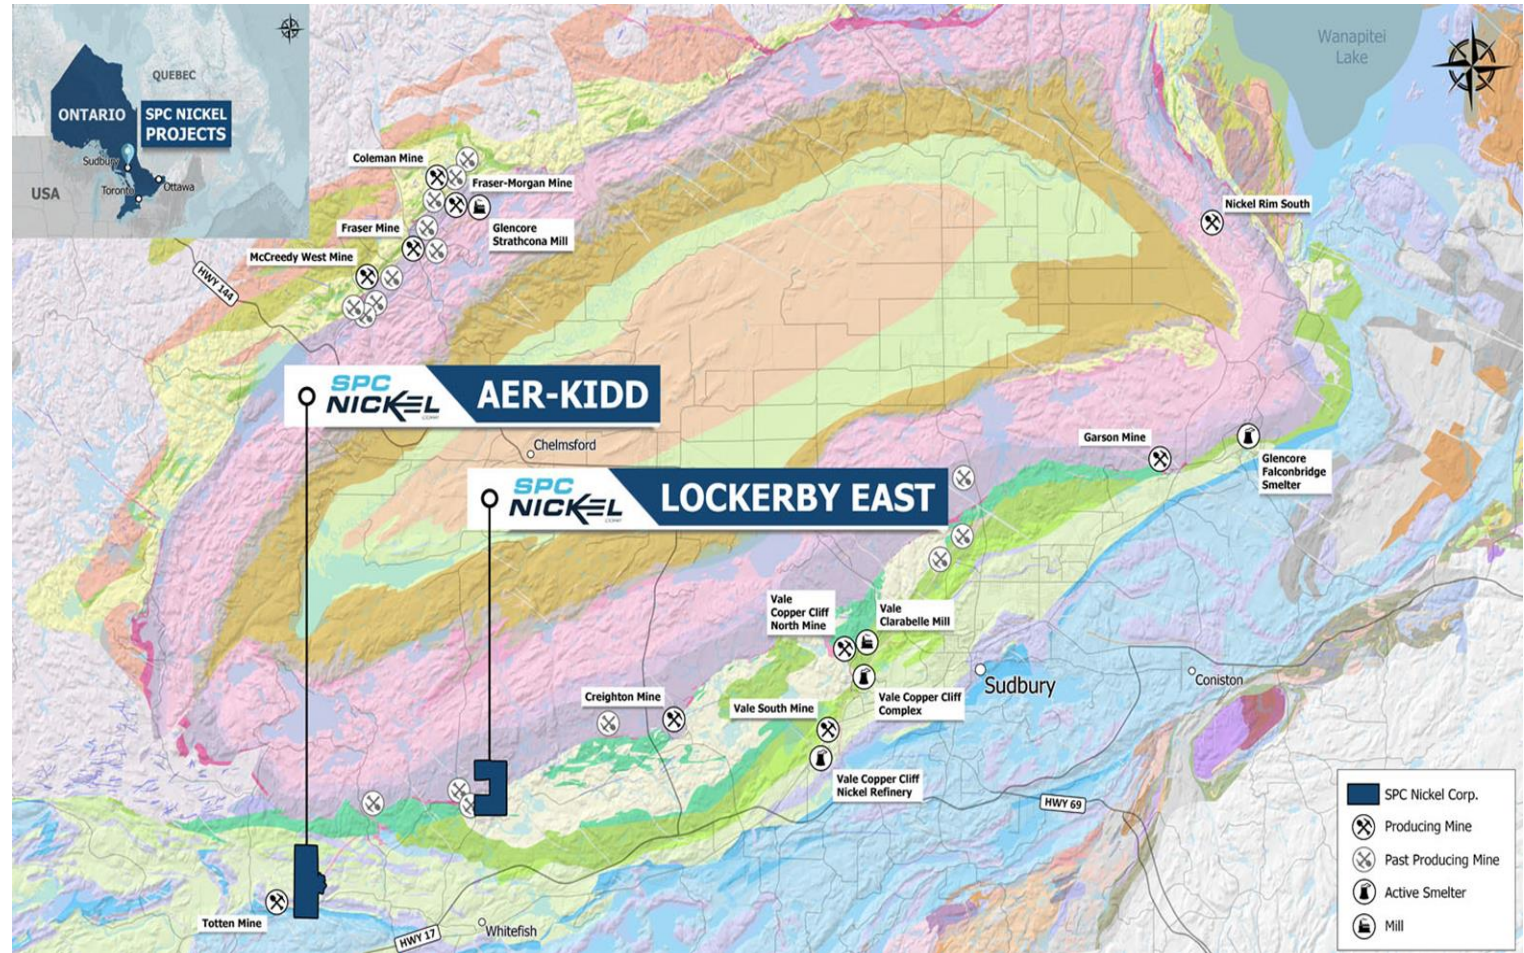 QUEBEC
ONTARIO
SPC NICKEL
PROJECTS
Sudbury
Toronto
Ottawa
USA
Wanapitei
Lake
Coleman Mine
Fraser-Morgan Mine
Fraser Mine
Glencore
Strathcona Mill
McCreedy West Mine
HWY 144
Nickel Rim South
SPC
NICKEL
CORP
AER-KIDD
Chelmsford
SPC
NICKEL
CORP
LOCKERBY EAST
Garson Mine
Glencore
Falconbridge
Smelter
Vale
Copper Cliff
North Mine
Vale
Clarabelle Mill
Sudbury
Coniston
Creighton Mine
Vale South Mine
Vale Copper Cliff
Complex
Vale Copper Cliff
Nickel Refinery
HWY 69
Totten Mine
HWY 17
Whitefish
SPC Nickel Corp.
Producing Mine
Past Producing Mine
Active Smelter
Mill